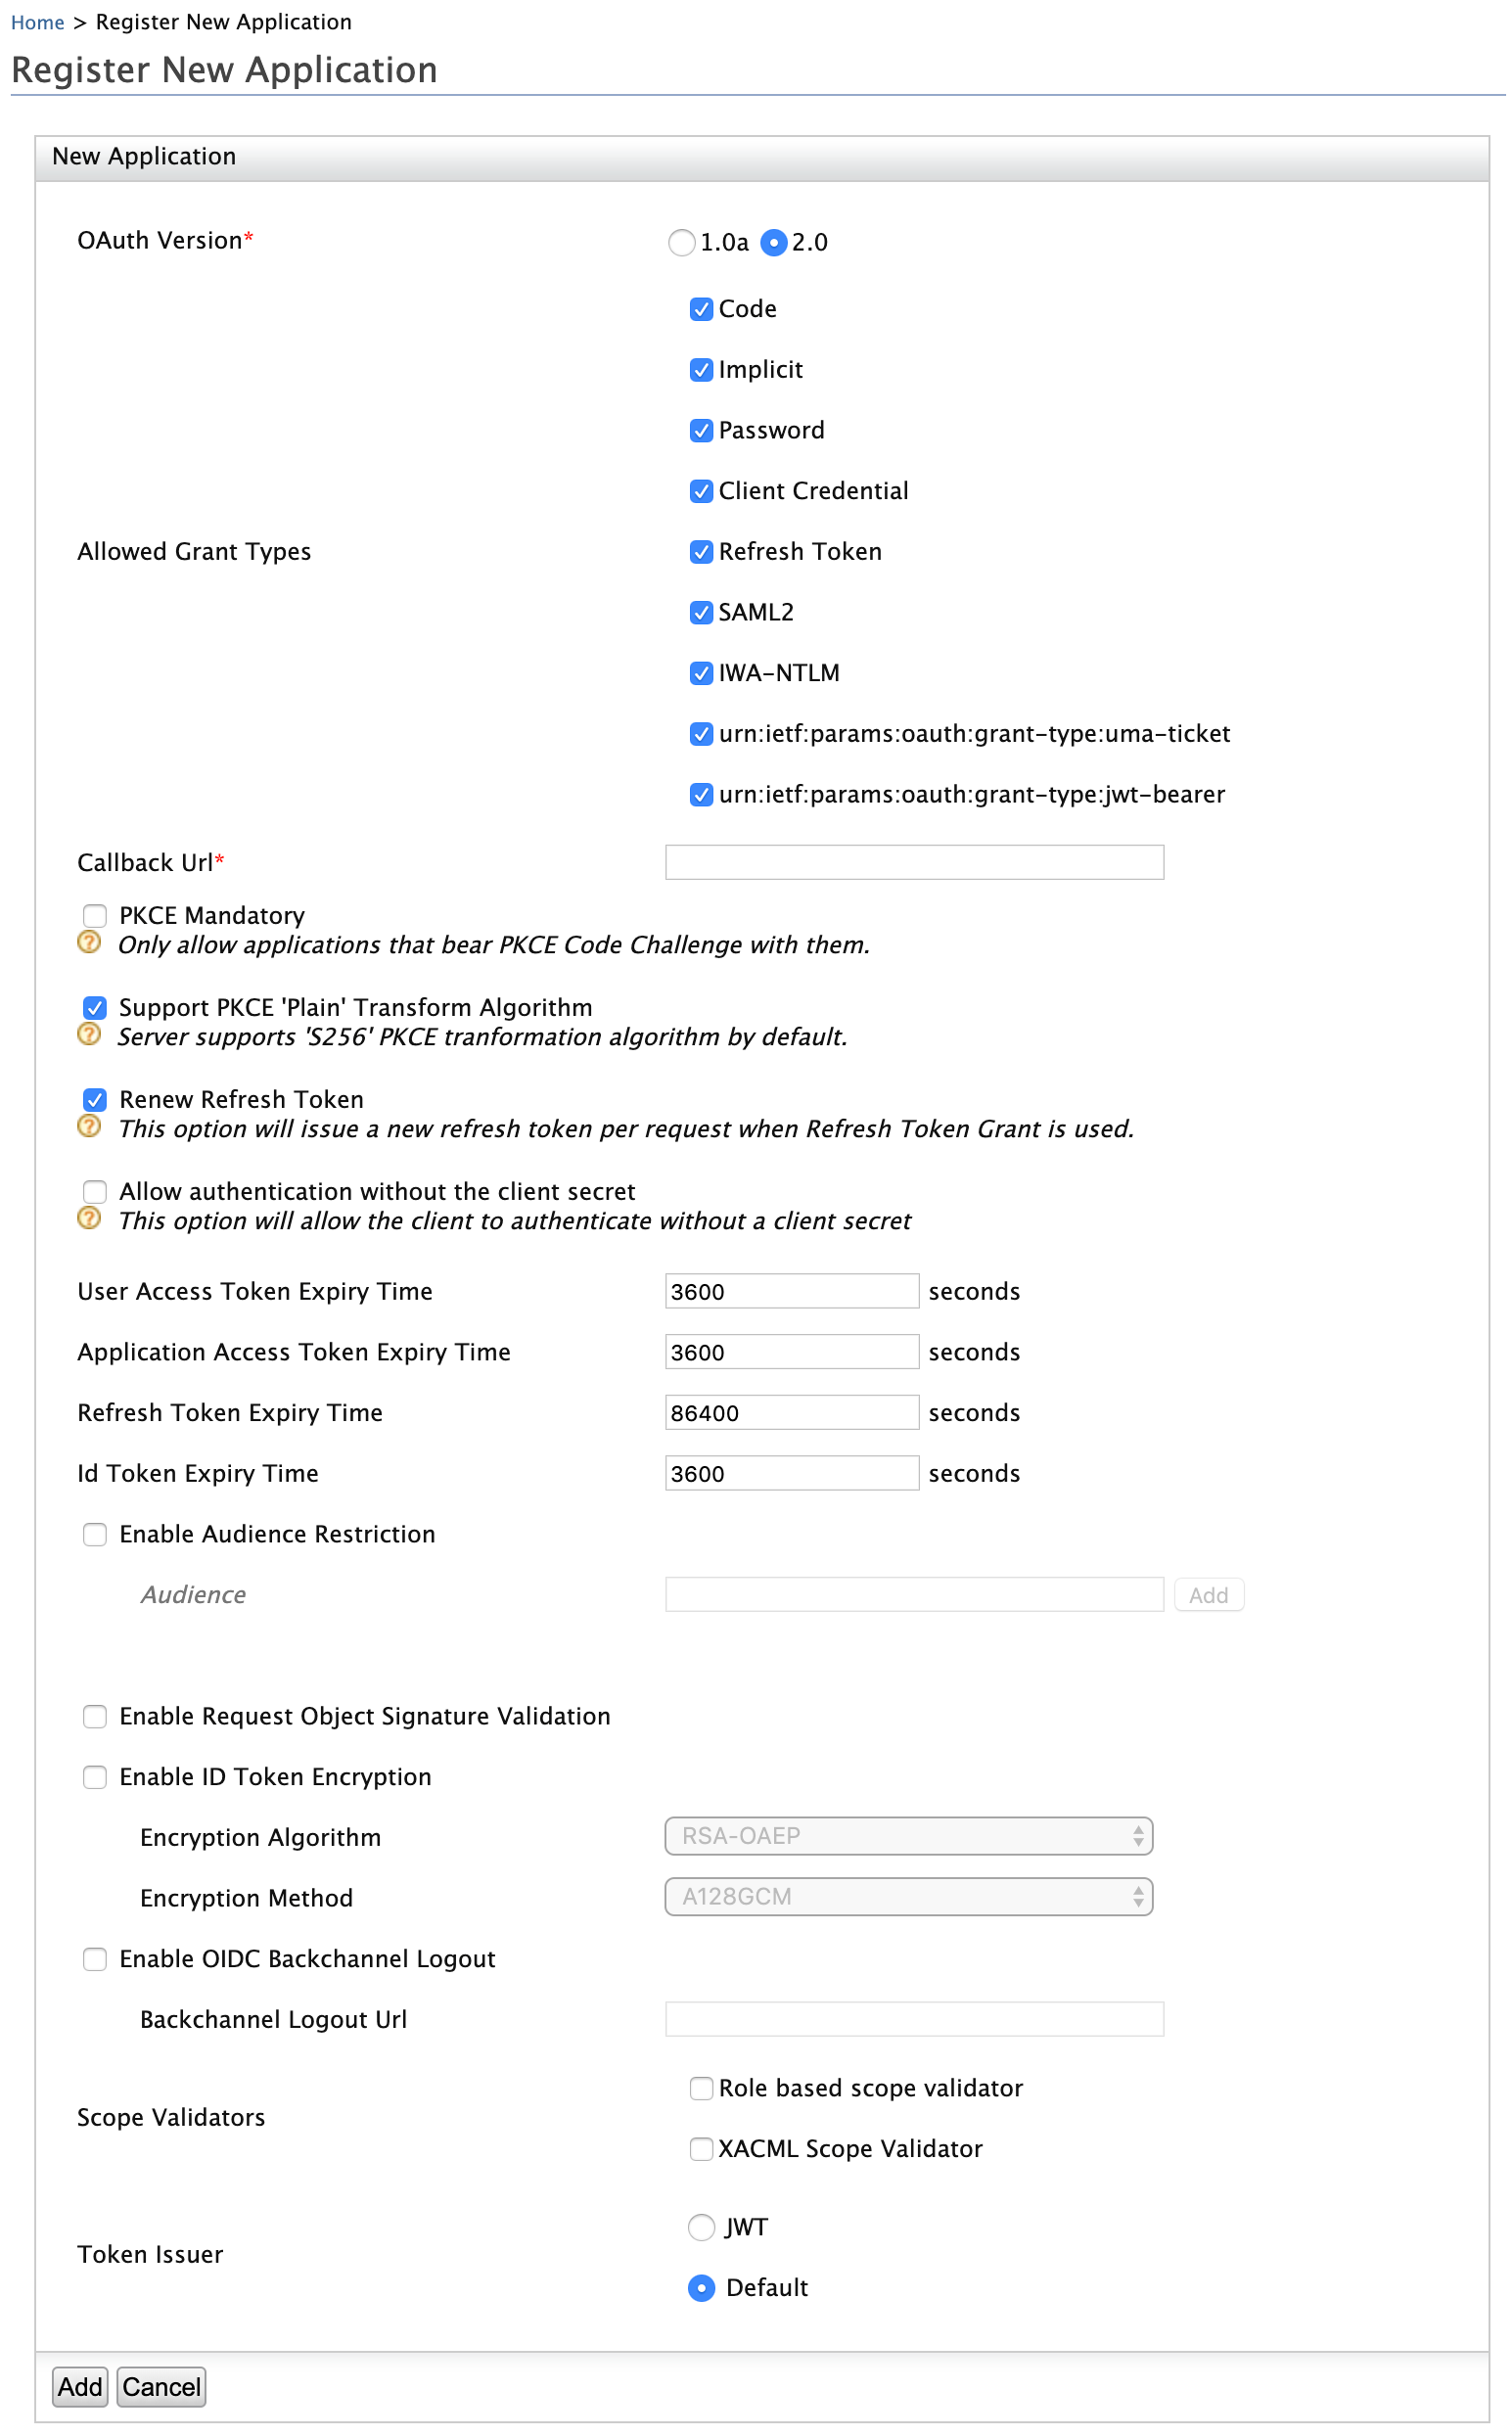 Home > Register New Application
Register New Application
New Application
OAuth Version*
1.0a 2.0
Allowed Grant Types
Code
Implicit
Password
Client Credential
Refresh Token
SAML2
IWA-NTLM
urn:ietf:params:oauth:grant-type:uma-ticket
urn:ietf:params:oauth:grant-type:jwt-bearer
Callback Url*
PKCE Mandatory
Only allow applications that bear PKCE Code Challenge with them.
Support PKCE 'Plain' Transform Algorithm
Server supports 'S256' PKCE tranformation algorithm by default.
Renew Refresh Token
This option will issue a new refresh token per request when Refresh Token Grant is used.
Allow authentication without the client secret
This option will allow the client to authenticate without a client secret
User Access Token Expiry Time 3600 seconds
Application Access Token Expiry Time 3600 seconds
Refresh Token Expiry Time 86400 seconds
Id Token Expiry Time 3600 seconds
Enable Audience Restriction
Audience Add
Enable Request Object Signature Validation
Enable ID Token Encryption
Encryption Algorithm RSA-OAEP
Encryption Method A128GCM
Enable OIDC Backchannel Logout
Backchannel Logout Url
Scope Validators
Role based scope validator
XACML Scope Validator
Token Issuer
JWT
Default
Add Cancel